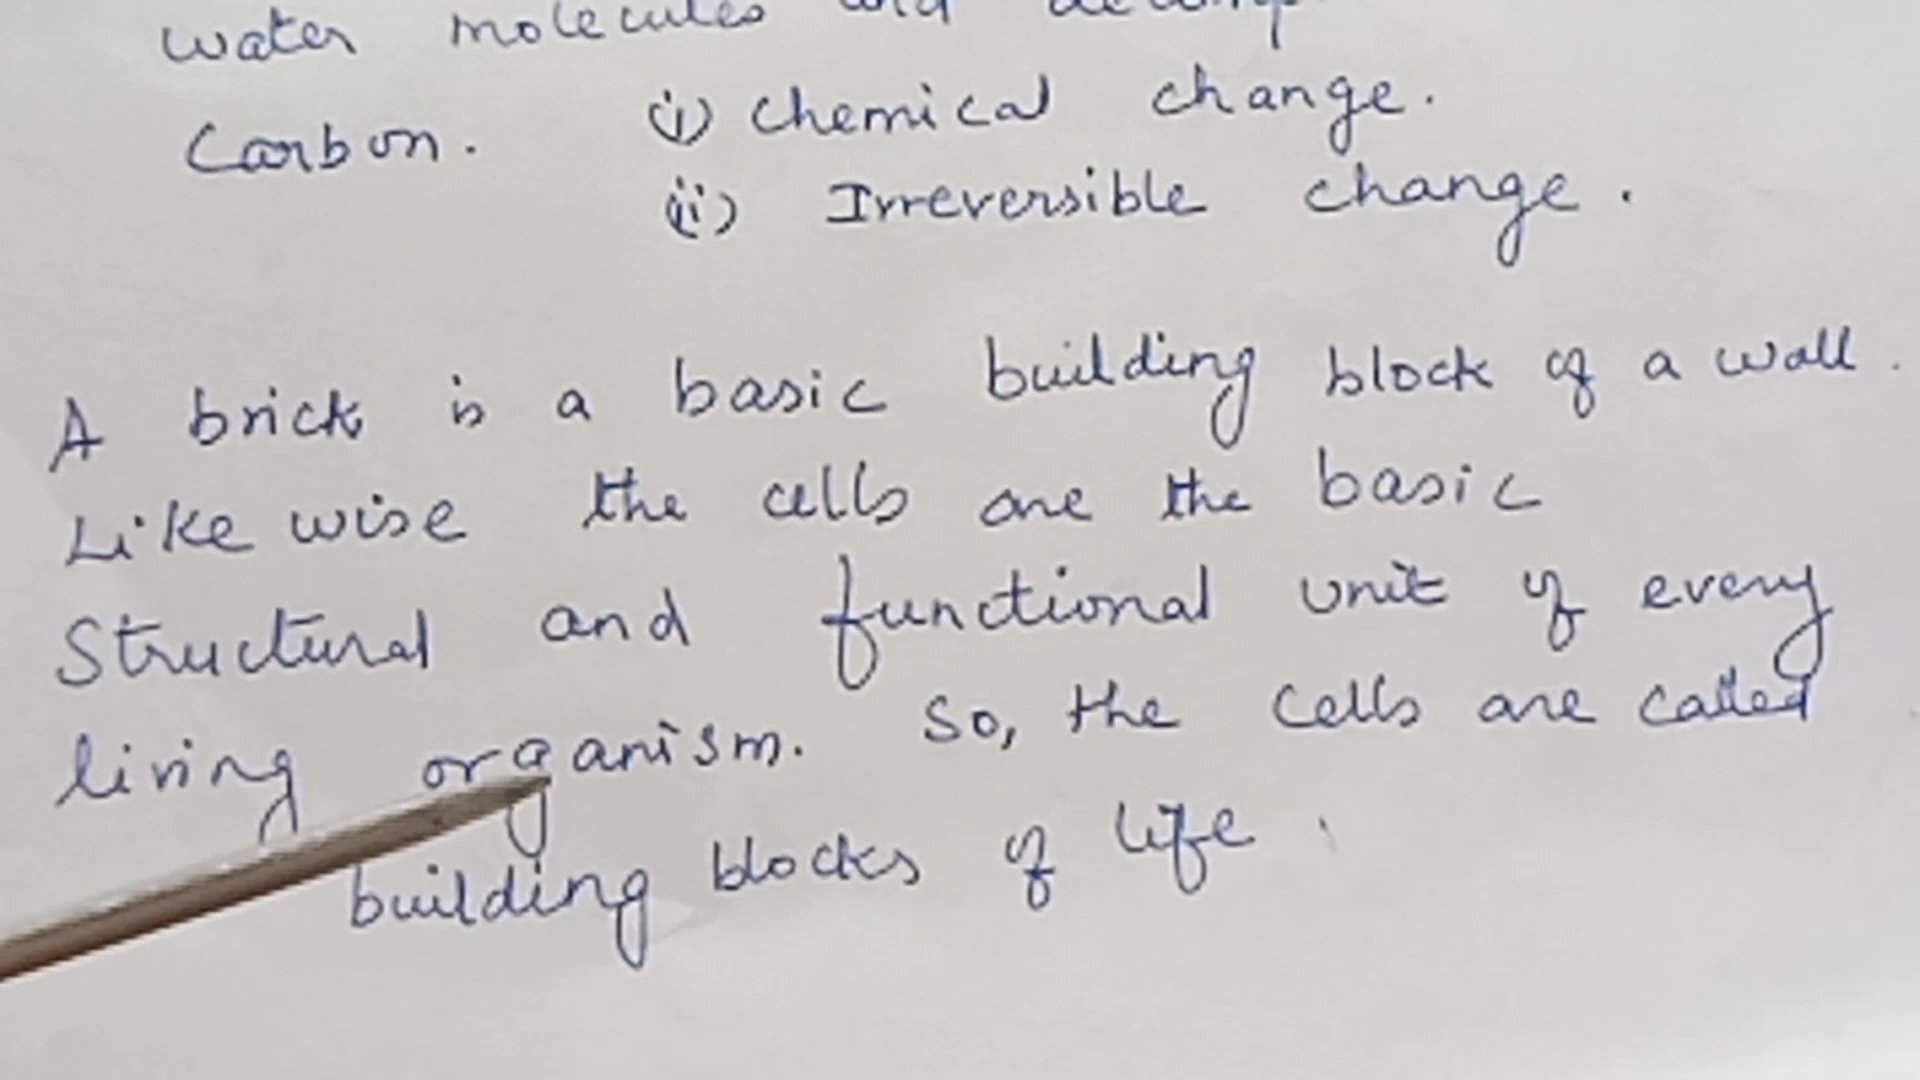 water molecules and
Carbon. (i) Chemical change.
(ii) Irreversible change.
A brick is a basic building block of a wall.
Like wise the cells are the basic
Structural and functional unit of every
living organism. So, the cells are called
building blocks of life.